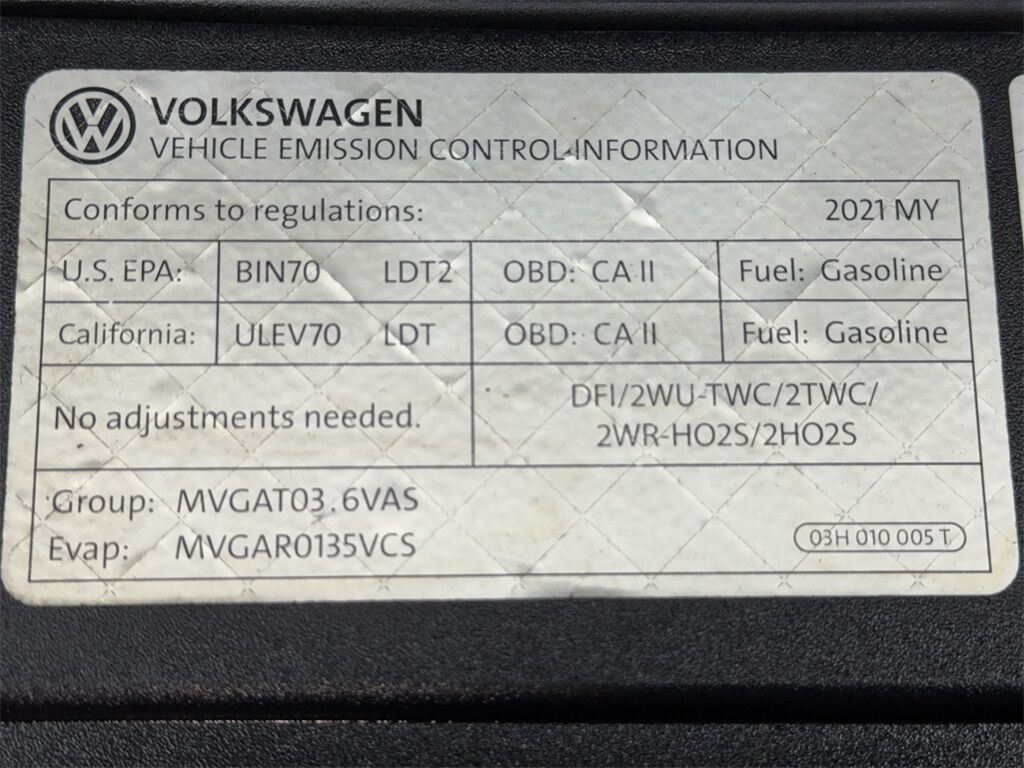 VOLKSWAGEN
VEHICLE EMISSION CONTROL INFORMATION
Conforms to regulations: 2021 MY
U.S. EPA: BIN70 LDT2 OBD: CA II Fuel: Gasoline
California: ULEV70 LDT OBD: CA II Fuel: Gasoline
No adjustments needed.
DFI/2WU-TWC/2TWC/
2WR-HO2S/2HO2S
Group: MVGAT03.6VAS
Evap: MVGAR0135VCS
03H 010 005 T